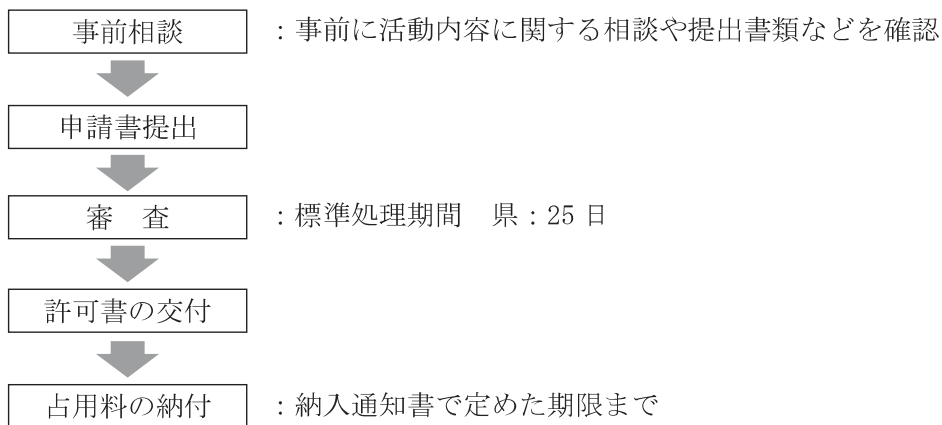 事前相談 ：事前に活動内容に関する相談や提出書類などを確認
申請書提出
審　査 ：標準処理期間　県：25 日
許可書の交付
占用料の納付 ：納入通知書で定めた期限まで